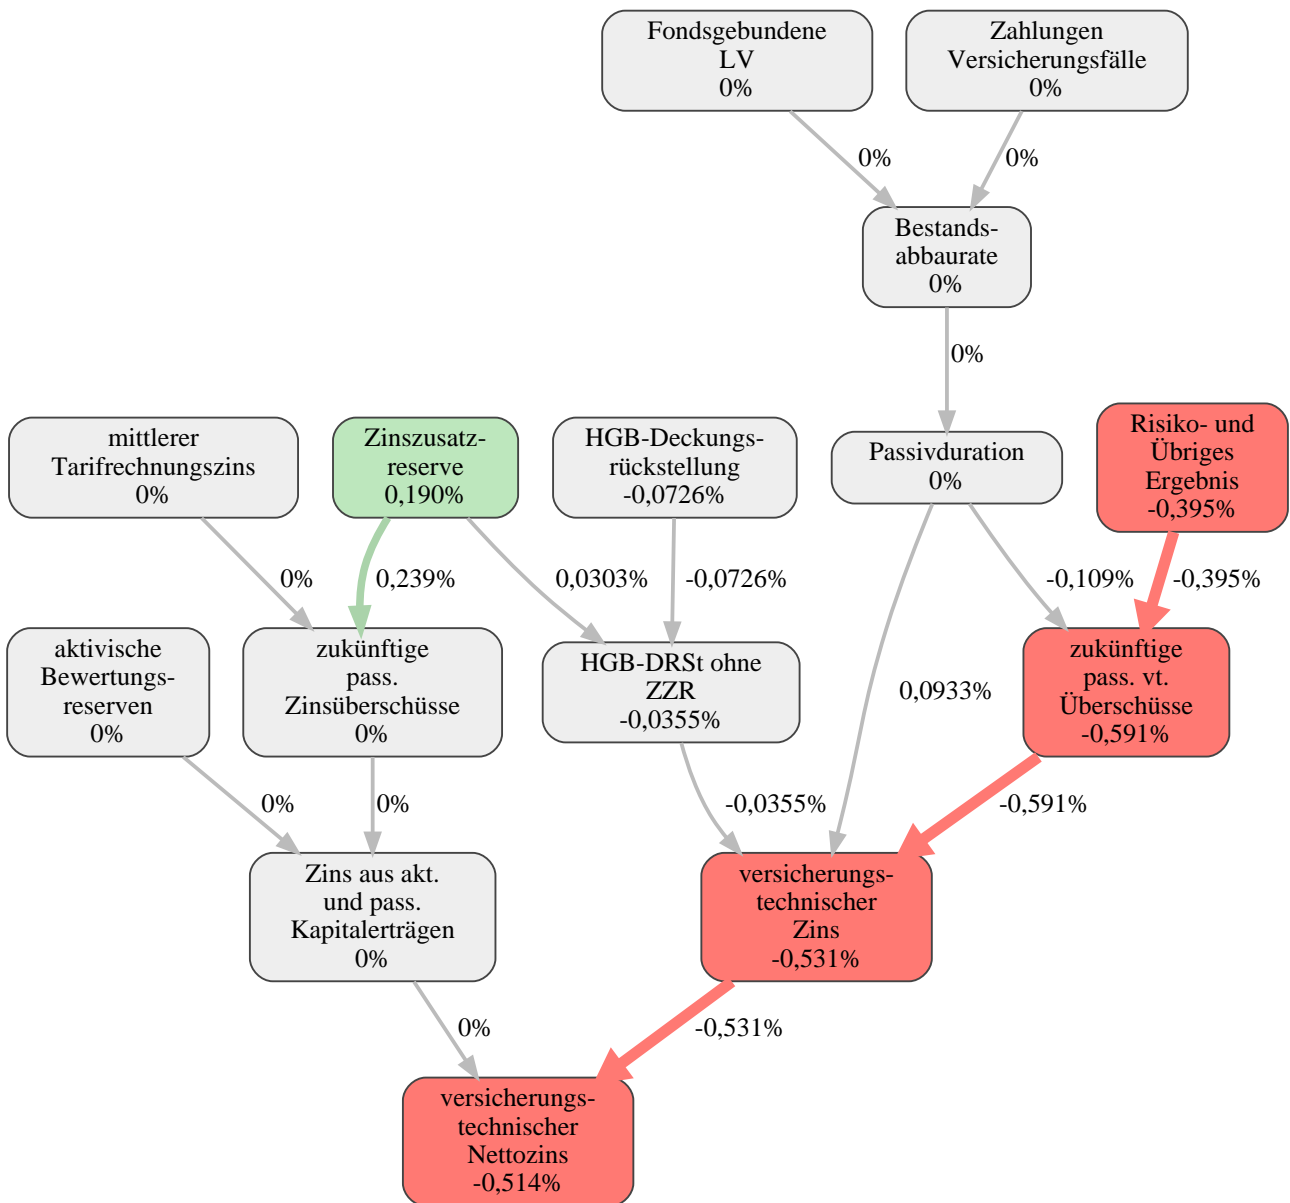 Fondsgebundene
LV
0%
Zahlungen
Versicherungsfälle
0%
0%
0%
Bestands-
abbaurate
0%
0%
mittlerer
Tarifrechnungszins
0%
Zinszusatz-
reserve
0,190%
HGB-Deckungs-
rückstellung
-0,0726%
Passivduration
0%
Risiko- und
Übriges
Ergebnis
-0,395%
0%
0,239%
0,0303%
-0,0726%
-0,109%
-0,395%
aktivische
Bewertungs-
reserven
0%
zukünftige
pass.
Zinsüberschüsse
0%
HGB-DRSt ohne
ZZR
-0,0355%
0,0933%
zukünftige
pass. vt.
Überschüsse
-0,591%
0%
0%
-0,0355%
-0,591%
Zins aus akt.
und pass.
Kapitalerträgen
0%
versicherungs-
technischer
Zins
-0,531%
0%
-0,531%
versicherungs-
technischer
Nettozins
-0,514%